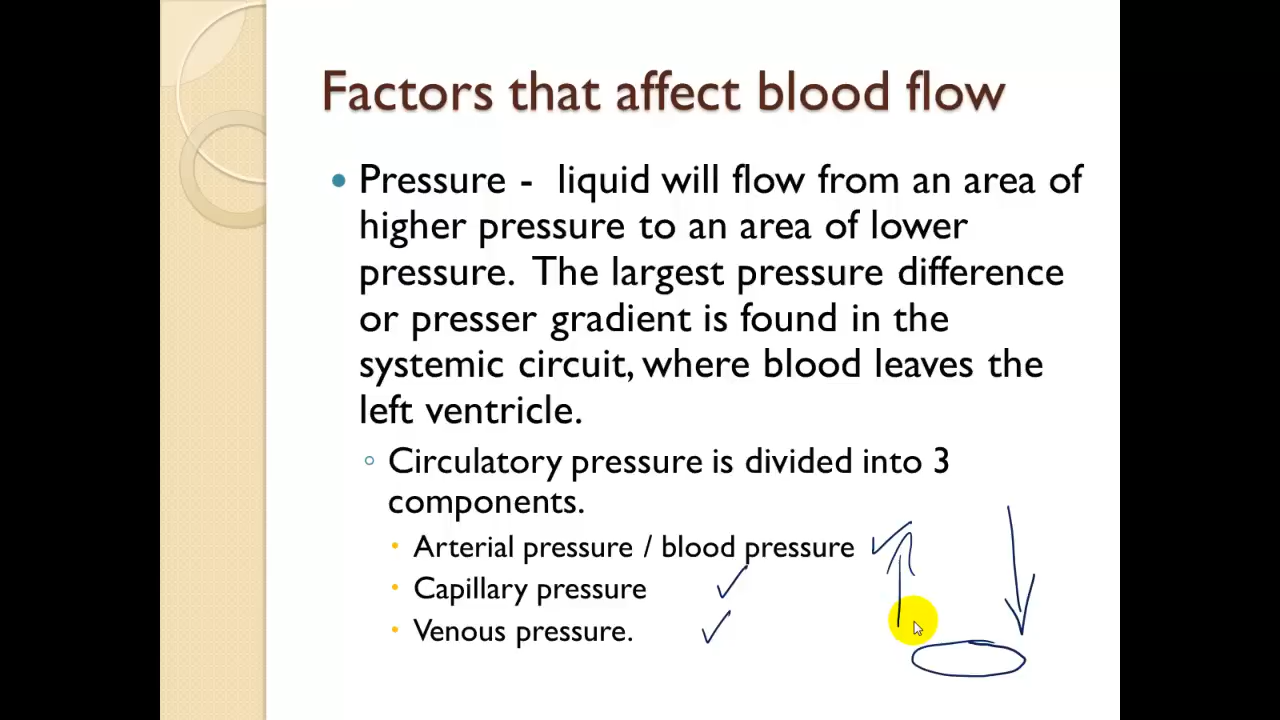 Factors that affect blood flow
Pressure -  liquid will flow from an area of
higher pressure to an area of lower
pressure.  The largest pressure difference
or presser gradient is found in the
systemic circuit, where blood leaves the
left ventricle.
Circulatory pressure is divided into 3
components.
Arterial pressure / blood pressure
Capillary pressure
Venous pressure.